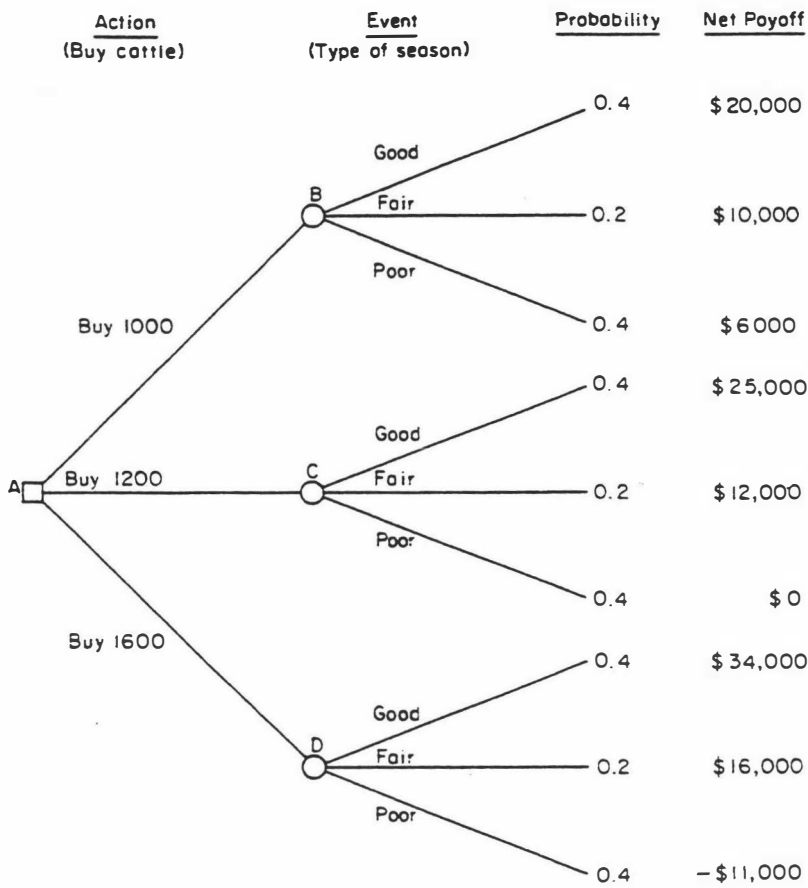 Action Event Probability Net Payoff
(Buy cattle) (Type of season)
0.4 $20,000
Good
B
Fair 0.2 $10,000
Poor
Buy 1000 0.4 $6000
0.4 $25,000
Good
A Buy 1200 C Fair 0.2 $12,000
Poor
0.4 $0
Buy 1600 0.4 $34,000
Good
D
Fair 0.2 $16,000
Poor
0.4 -$11,000